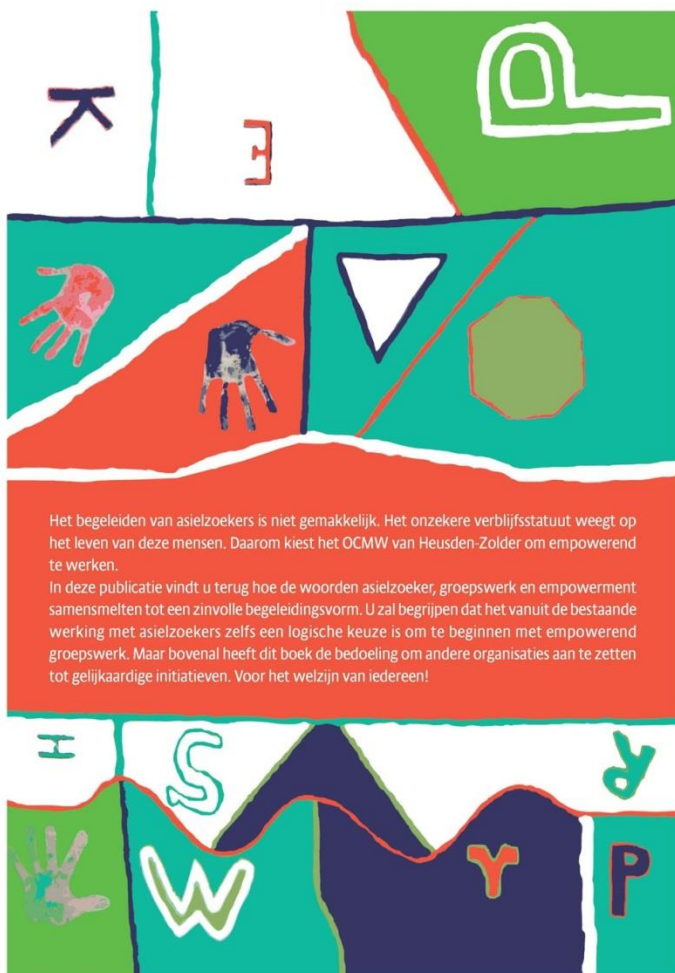 K
E
P
Het begeleiden van asielzoekers is niet gemakkelijk. Het onzekere verblijfsstatuut weegt op
het leven van deze mensen. Daarom kiest het OCMW van Heusden-Zolder om empowerend
te werken.
In deze publicatie vindt u terug hoe de woorden asielzoeker, groepswerk en empowerment
samensmelten tot een zinvolle begeleidingsvorm. U zal begrijpen dat het vanuit de bestaande
werking met asielzoekers zelfs een logische keuze is om te beginnen met empowerend
groepswerk. Maar bovenal heeft dit boek de bedoeling om andere organisaties aan te zetten
tot gelijkaardige initiatieven. Voor het welzijn van iedereen!
H
S
R
W
Y
P